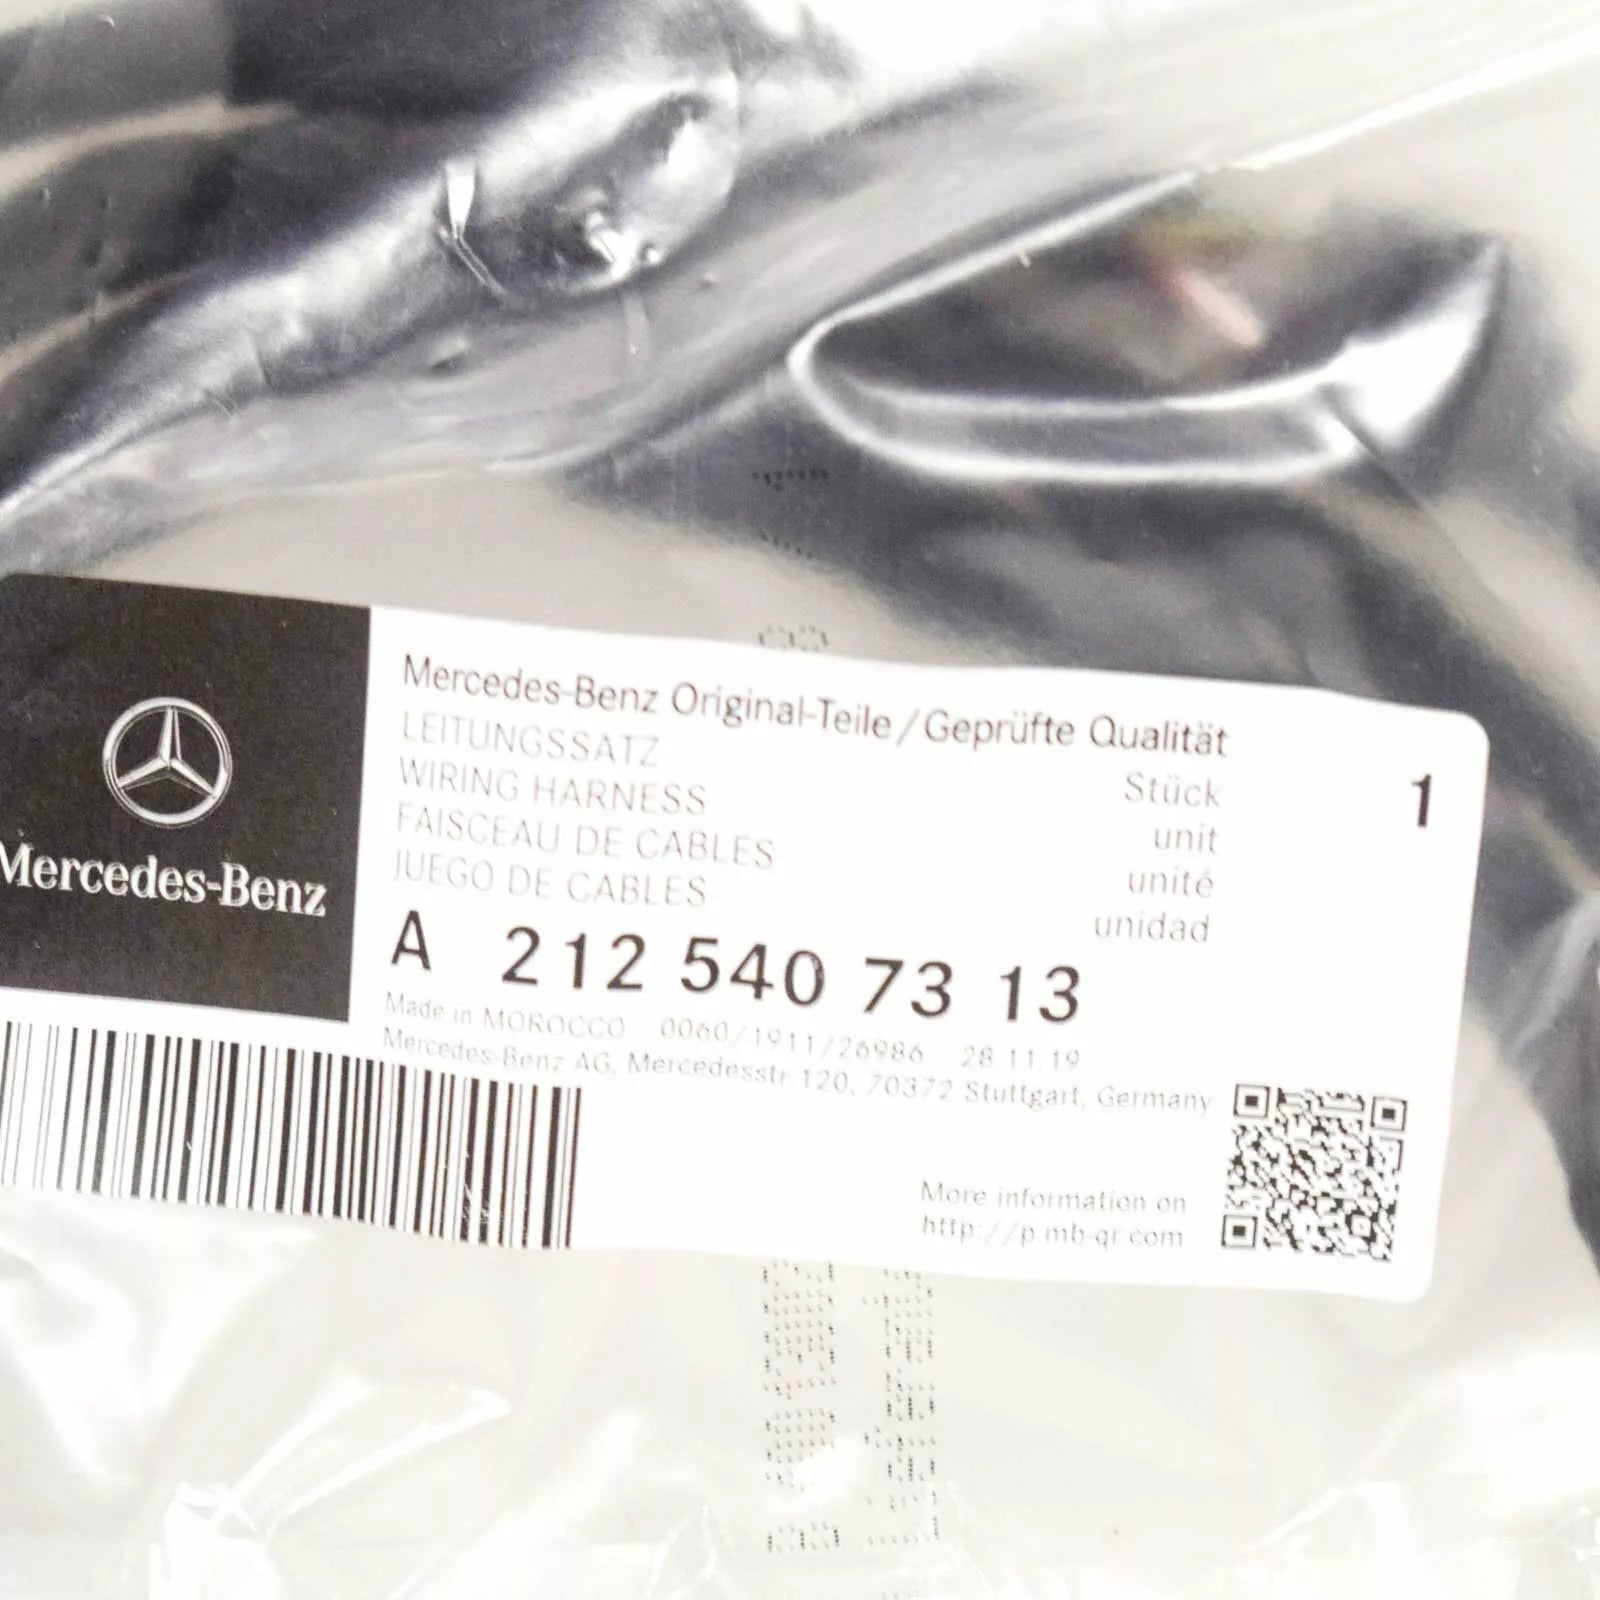 Mercedes-Benz
Mercedes-Benz Original-Teile / Geprüfte Qualität
LEITUNGSSATZ
WIRING HARNESS
FAISCEAU DE CABLES
JUEGO DE CABLES
Stück
unit
unité
unidad
1
A 212 540 73 13
Made in MOROCCO 0060/1911/26986 28.11.19
Mercedes-Benz AG, Mercedesstr.120, 70372 Stuttgart, Germany
More information on
http://p.mb-qr.com